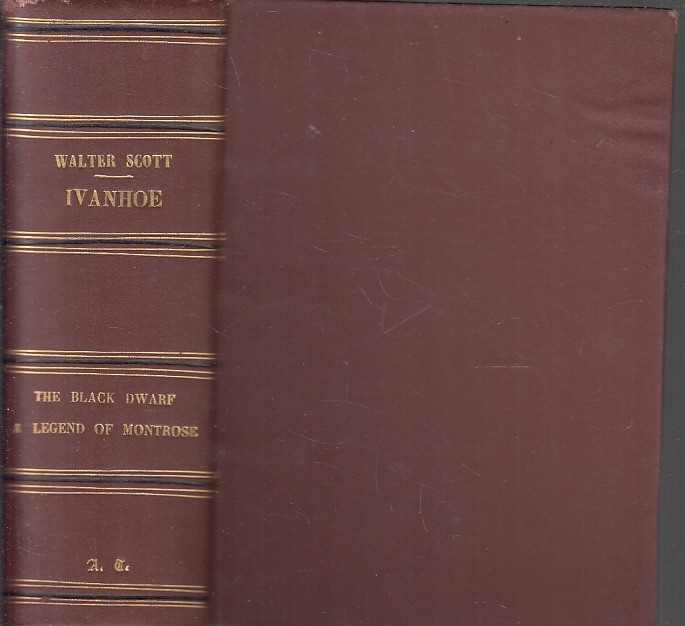 WALTER SCOTT
IVANHOE
THE BLACK DWARF
LEGEND OF MONTROSE
A. T.